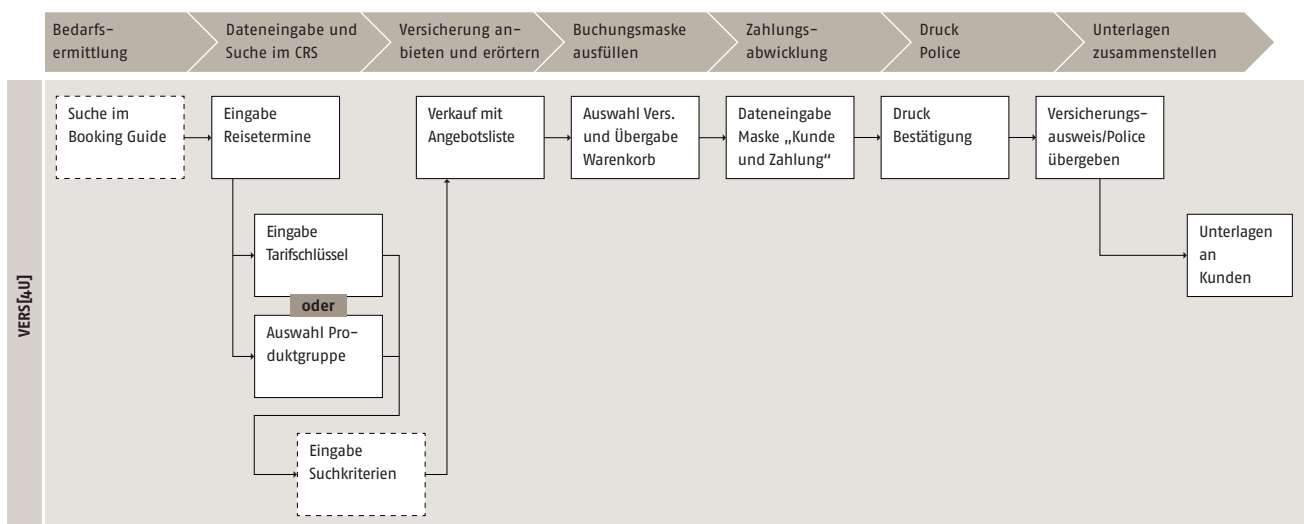 Bedarfs-
ermittlung
Dateneingabe und
Suche im CRS
Versicherung an-
bieten und erörtern
Buchungsmaske
ausfüllen
Zahlungs-
abwicklung
Druck
Police
Unterlagen
zusammenstellen
VERS[4U]
Suche im
Booking Guide
Eingabe
Reisetermine
Verkauf mit
Angebotsliste
Auswahl Vers.
und Übergabe
Warenkorb
Dateneingabe
Maske „Kunde
und Zahlung“
Druck
Bestätigung
Versicherungs-
ausweis/Police
übergeben
Eingabe
Tarifschlüssel
oder
Auswahl Pro-
duktgruppe
Unterlagen
an
Kunden
Eingabe
Suchkriterien